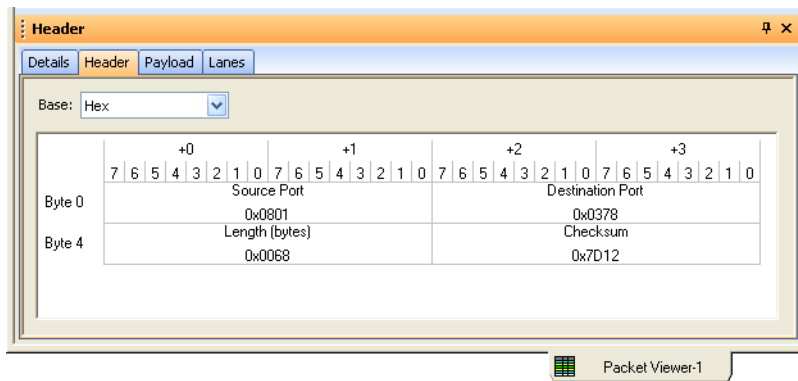 Header
Details Header Payload Lanes
Base: Hex
+0 +1 +2 +3
7 6 5 4 3 2 1 0 7 6 5 4 3 2 1 0 7 6 5 4 3 2 1 0 7 6 5 4 3 2 1 0
Byte 0
Source Port Destination Port
0x0801 0x0378
Byte 4
Length (bytes) Checksum
0x0068 0x7D12
Packet Viewer-1